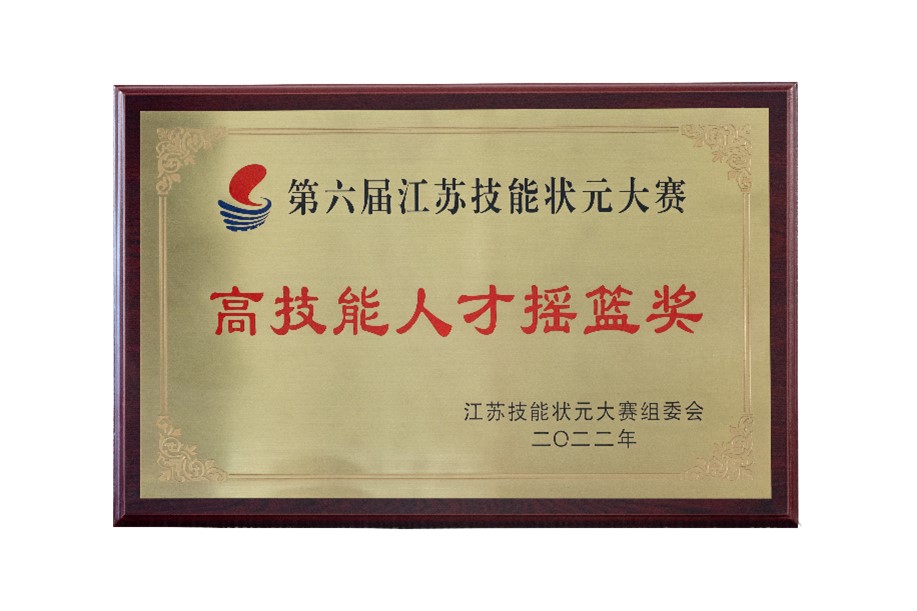 第六届江苏技能状元大赛
高技能人才摇篮奖
江苏技能状元大赛组委会
二〇二二年